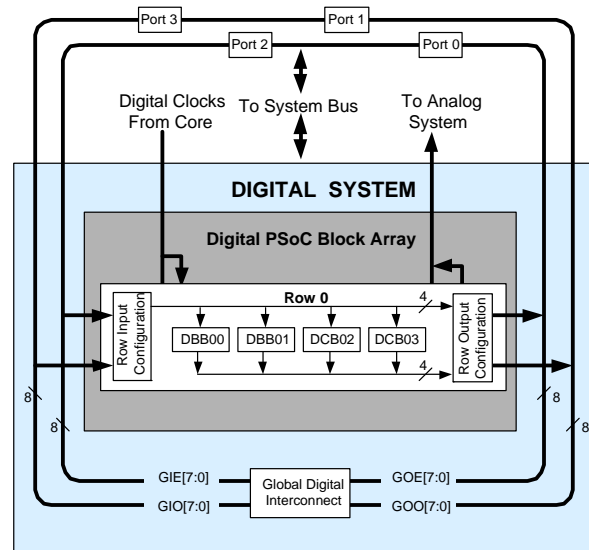 Port 3
Port 1
Port 2
Port 0
Digital Clocks
From Core
To System Bus
To Analog
System
DIGITAL SYSTEM
Digital PSoC Block Array
Row Input
Configuration
Row 0
4
DBB00
DBB01
DCB02
DCB03
4
Row Output
Configuration
8
8
8
8
GIE[7:0]
GIO[7:0]
Global Digital
Interconnect
GOE[7:0]
GOO[7:0]